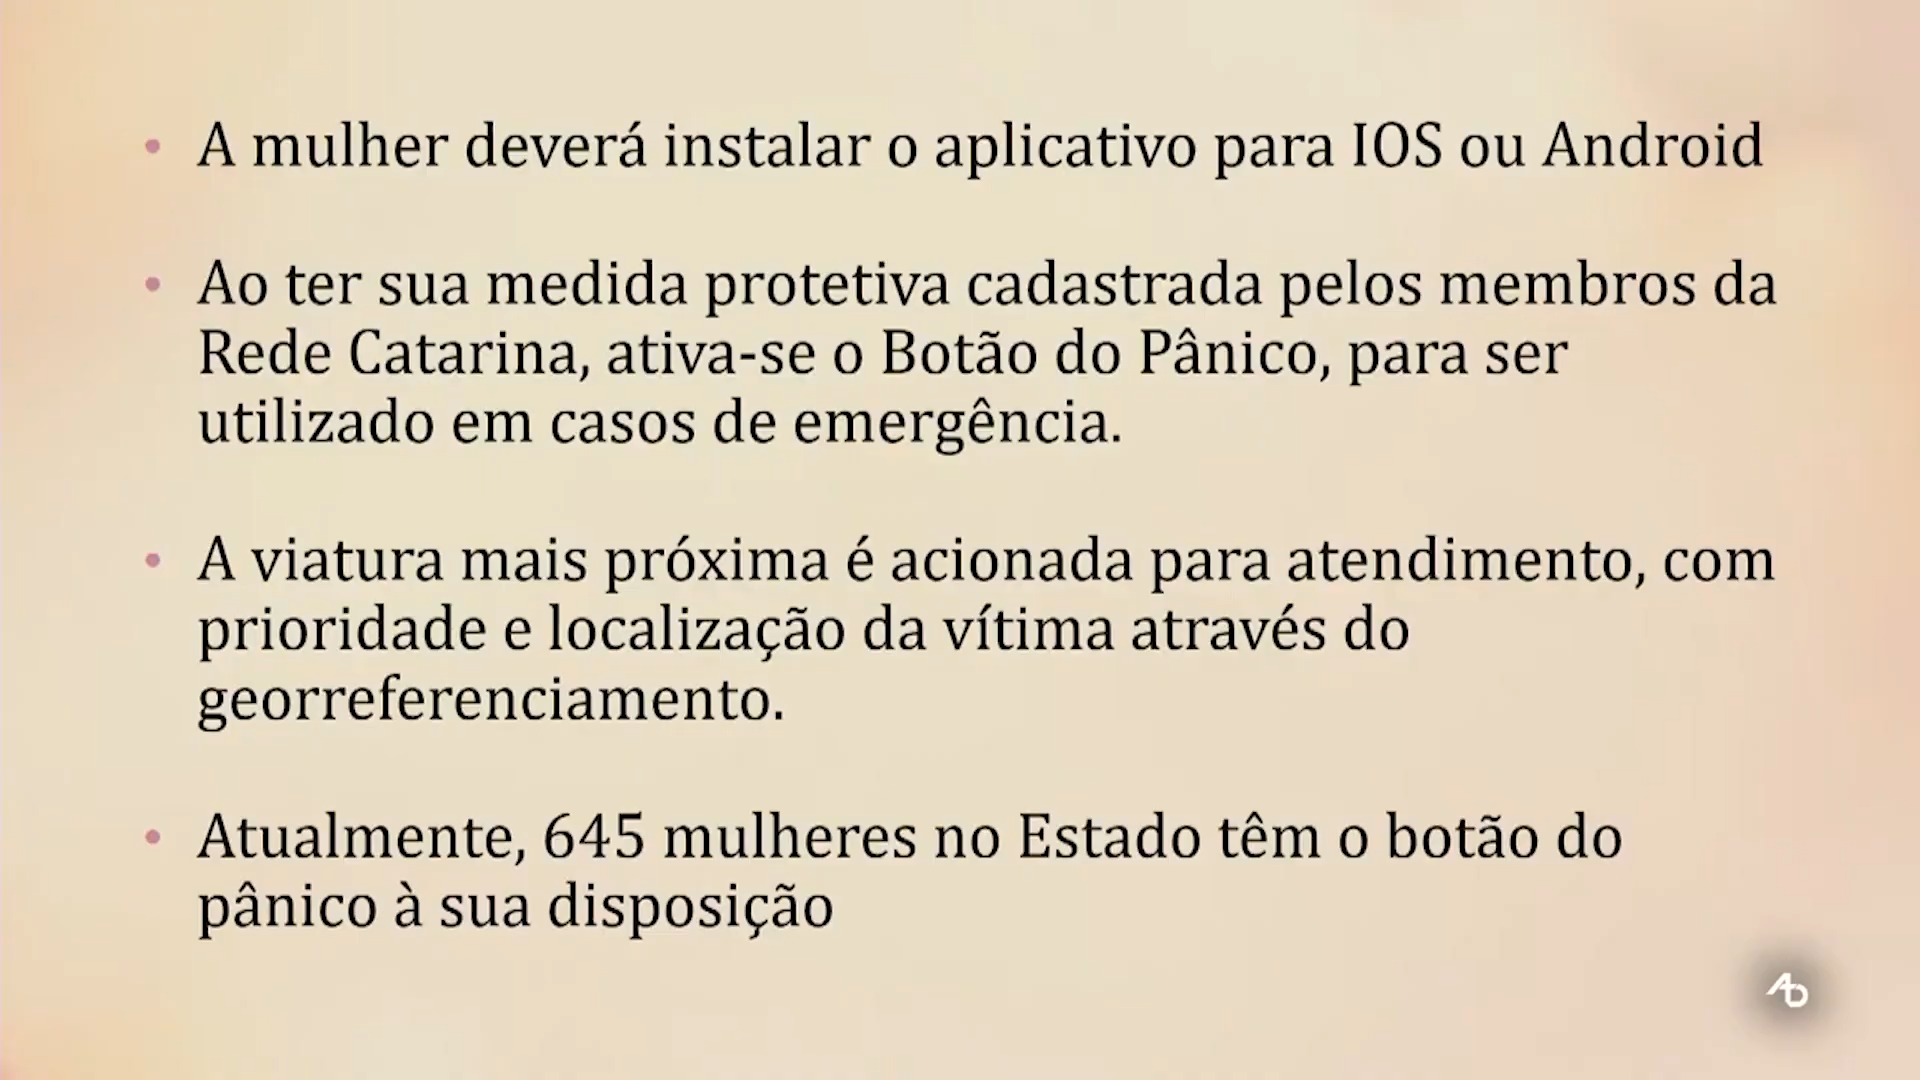 • A mulher deverá instalar o aplicativo para IOS ou Android
• Ao ter sua medida protetiva cadastrada pelos membros da
Rede Catarina, ativa-se o Botão do Pânico, para ser
utilizado em casos de emergência.
• A viatura mais próxima é acionada para atendimento, com
prioridade e localização da vítima através do
georreferenciamento.
• Atualmente, 645 mulheres no Estado têm o botão do
pânico à sua disposição
AD